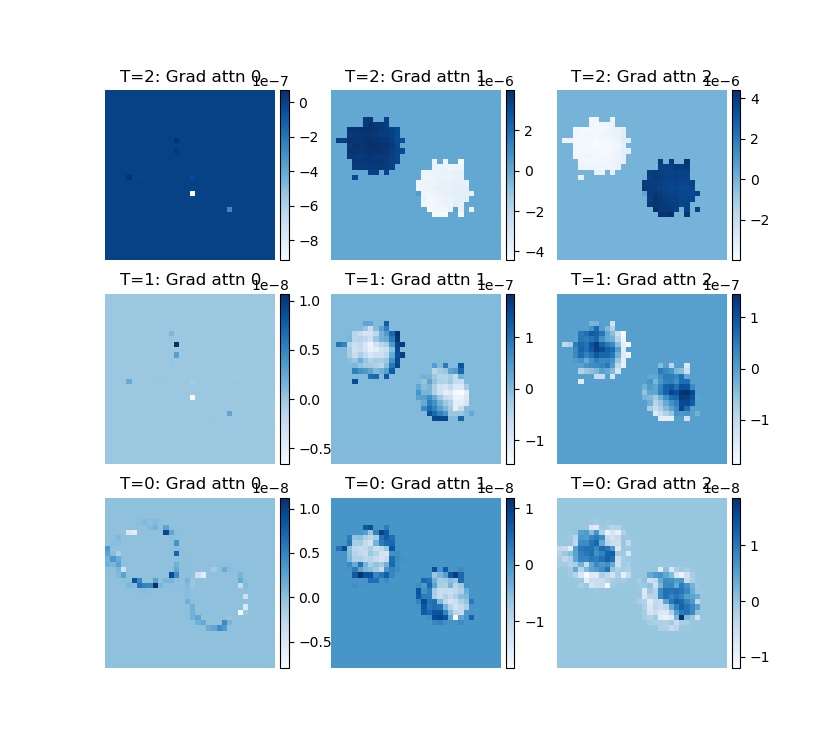 T=2: Grad attn 0
1e−7
0
−2
−4
−6
−8
T=2: Grad attn 1
1e−6
2
0
−2
−4
T=2: Grad attn 2
1e−6
4
2
0
−2
T=1: Grad attn 0
1e−8
1.0
0.5
0.0
−0.5
T=1: Grad attn 1
1e−7
1
0
−1
T=1: Grad attn 2
1e−7
1
0
−1
T=0: Grad attn 0
1e−8
1.0
0.5
0.0
−0.5
T=0: Grad attn 1
1e−8
1
0
−1
T=0: Grad attn 2
1e−8
1
0
−1